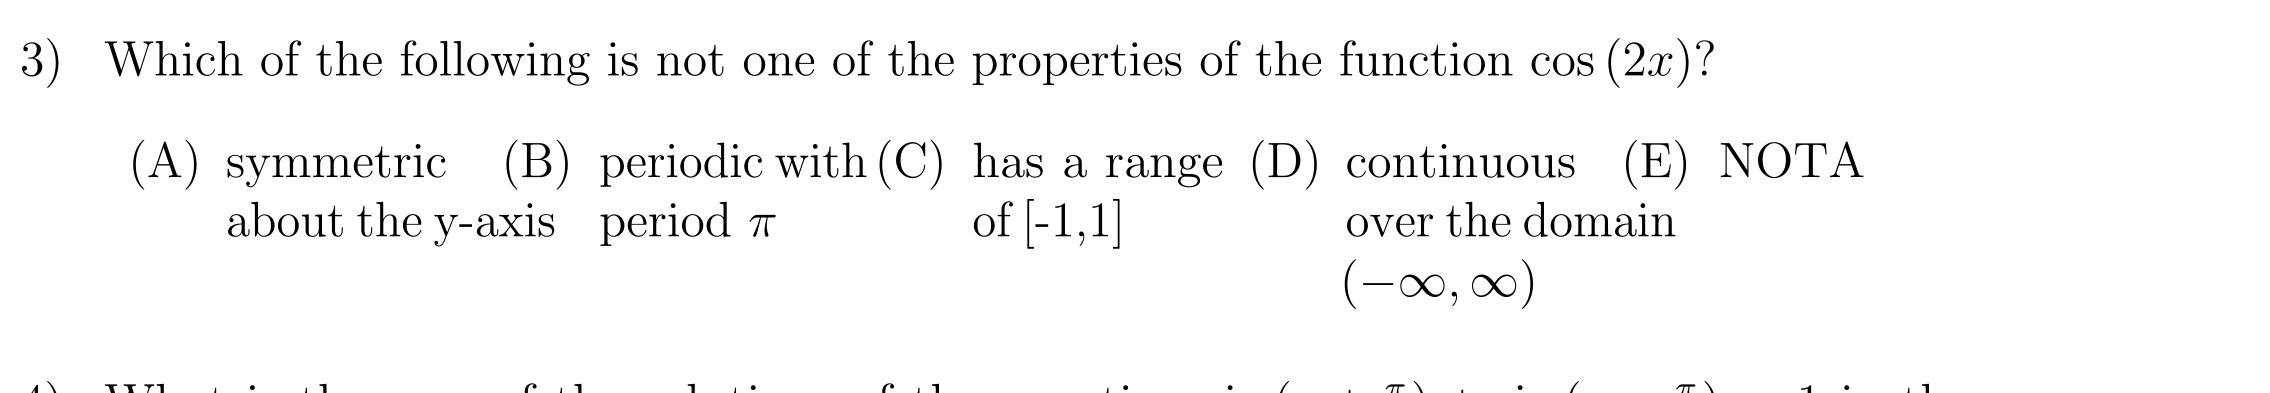 3) Which of the following is not one of the properties of the function cos (2x)?
(A) symmetric about the y-axis
(B) periodic with period π
(C) has a range of [-1,1]
(D) continuous over the domain (−∞, ∞)
(E) NOTA